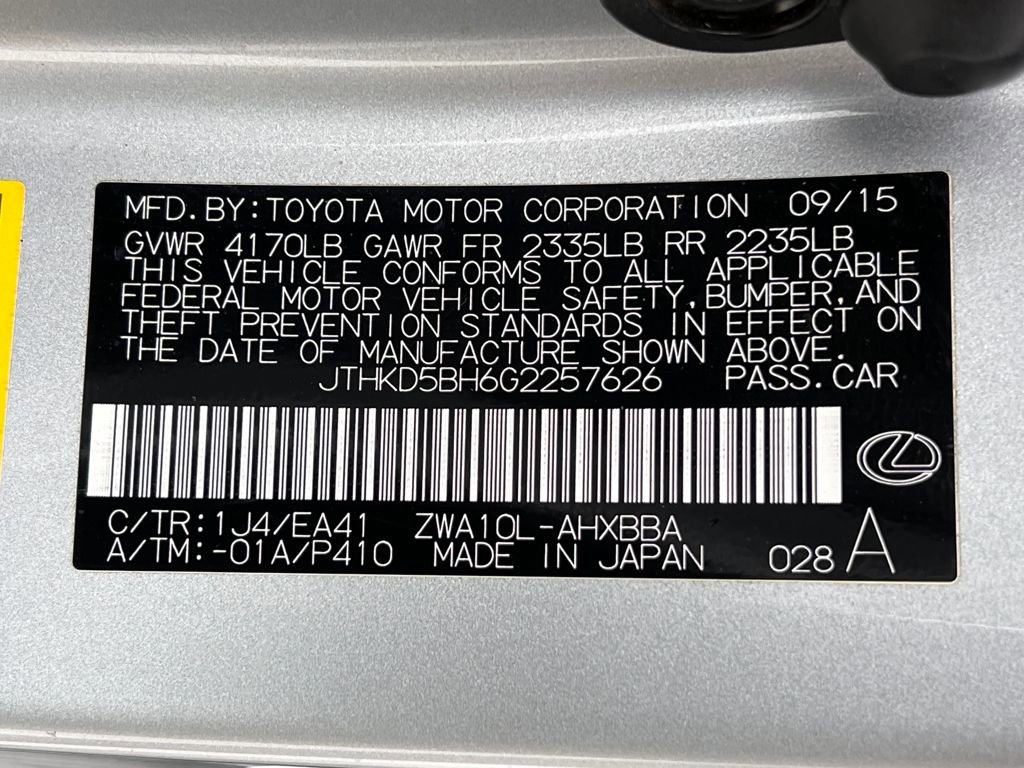 MFD.BY:TOYOTA MOTOR CORPORATION 09/15
GVWR 4170LB GAWR FR 2335LB RR 2235LB
THIS VEHICLE CONFORMS TO ALL APPLICABLE
FEDERAL MOTOR VEHICLE SAFETY,BUMPER,AND
THEFT PREVENTION STANDARDS IN EFFECT ON
THE DATE OF MANUFACTURE SHOWN ABOVE.
JTHKD5BH6G2257626 PASS.CAR
C/TR:1J4/EA41 ZWA10L-AHXBBA
A/TM:-01A/P410 MADE IN JAPAN 028 A